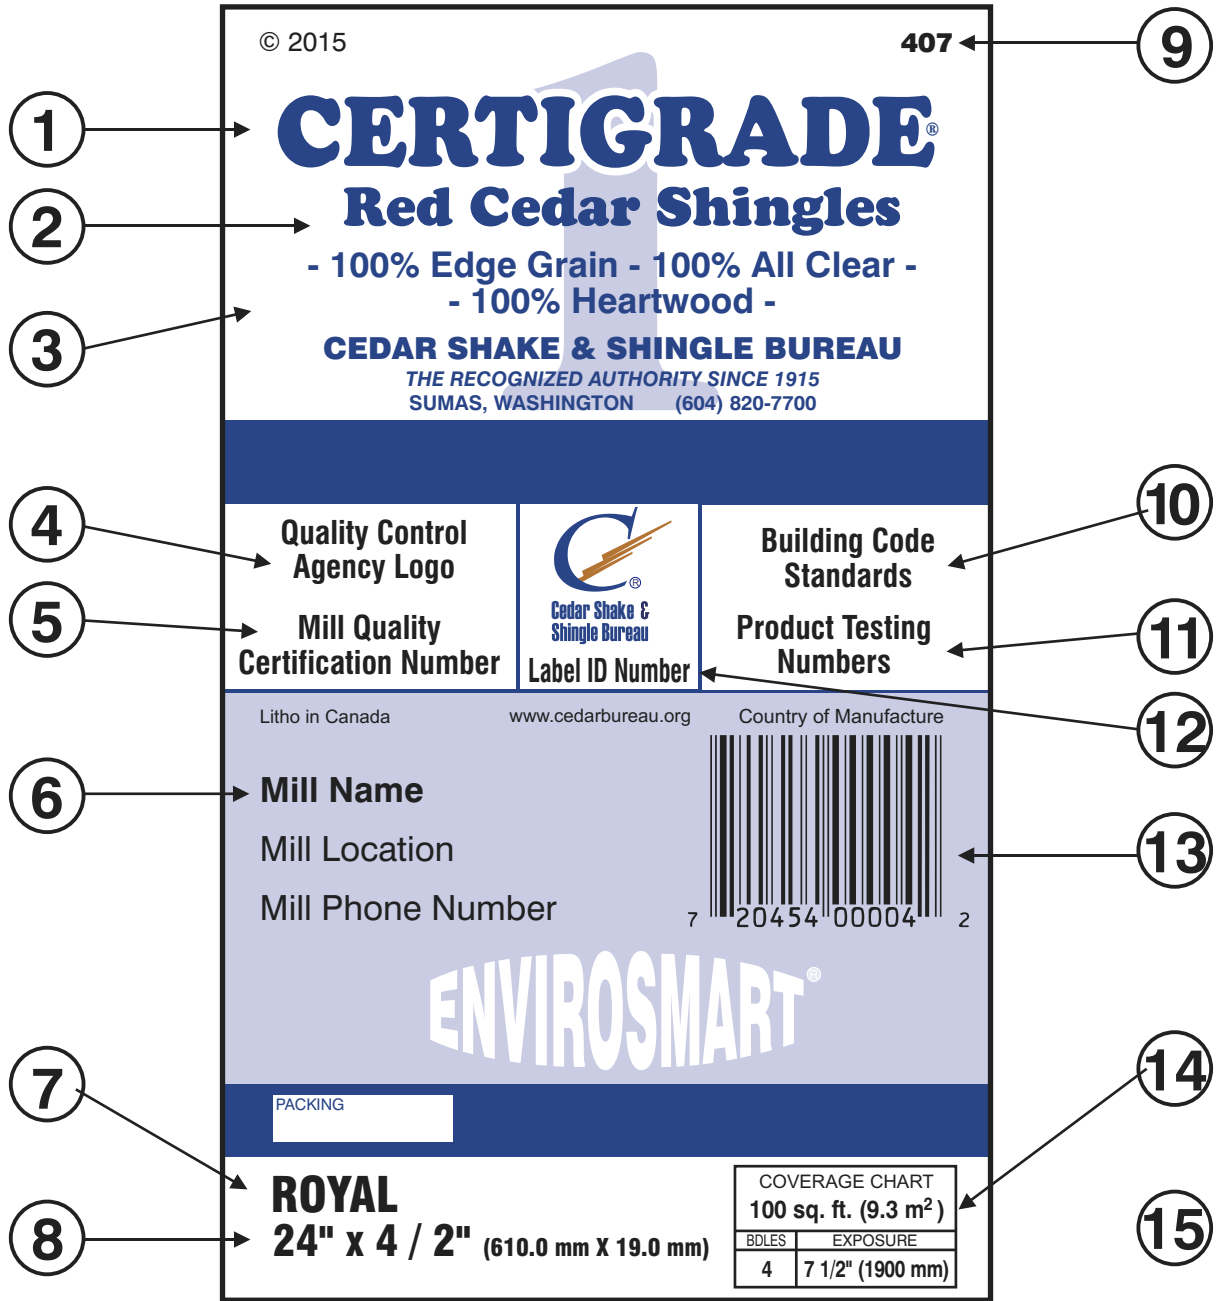 © 2015
407
9
1
CERTIGRADE®
1
2
Red Cedar Shingles
- 100% Edge Grain - 100% All Clear -
- 100% Heartwood -
3
CEDAR SHAKE & SHINGLE BUREAU
THE RECOGNIZED AUTHORITY SINCE 1915
SUMAS, WASHINGTON (604) 820-7700
4
Quality Control
Agency Logo
5
Mill Quality
Certification Number
C®
Cedar Shake &
Shingle Bureau
Label ID Number
Building Code
Standards
10
Product Testing
Numbers
11
12
Litho in Canada
www.cedarbureau.org
Country of Manufacture
6
Mill Name
Mill Location
Mill Phone Number
7 20454 00004 2
13
ENVIROSMART®
14
7
PACKING
ROYAL
8
24" x 4 / 2" (610.0 mm X 19.0 mm)
COVERAGE CHART
100 sq. ft. (9.3 m²)
BDLES EXPOSURE
4 7 1/2" (1900 mm)
15